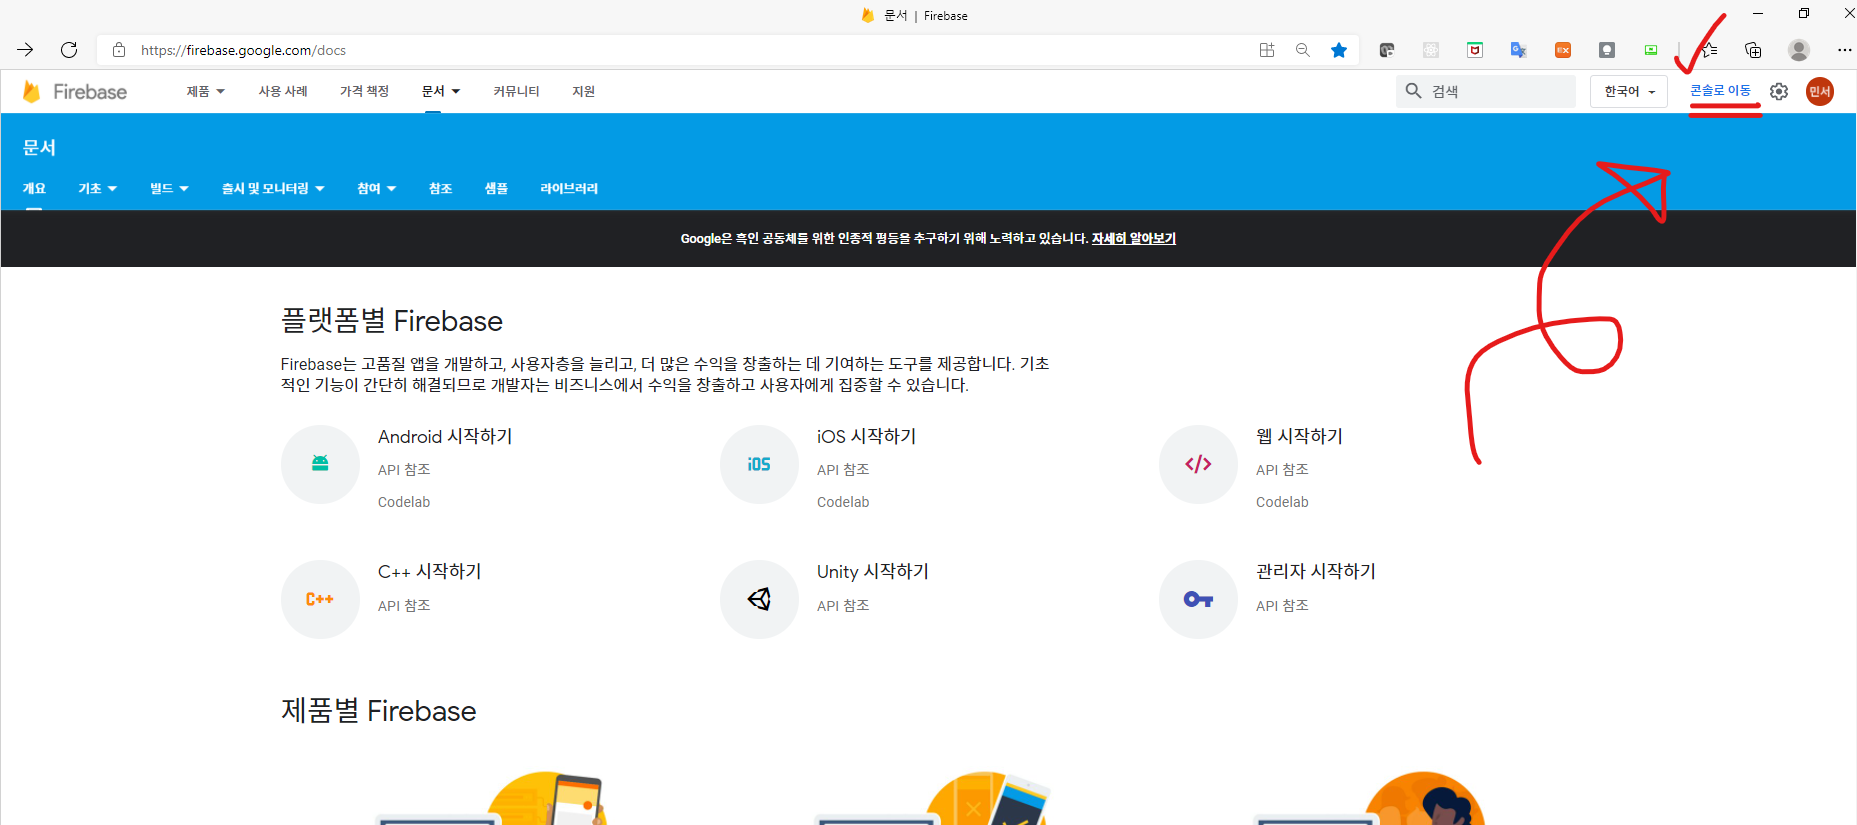 문서 | Firebase
https://firebase.google.com/docs
Firebase 제품 사용 사례 가격 책정 문서 커뮤니티 지원 검색 한국어 콘솔로 이동 민서
문서
개요 기초 빌드 출시 및 모니터링 참여 참조 샘플 라이브러리
Google은 흑인 공동체를 위한 인종적 평등을 추구하기 위해 노력하고 있습니다. 자세히 알아보기
플랫폼별 Firebase
Firebase는 고품질 앱을 개발하고, 사용자층을 늘리고, 더 많은 수익을 창출하는 데 기여하는 도구를 제공합니다. 기초
적인 기능이 간단히 해결되므로 개발자는 비즈니스에서 수익을 창출하고 사용자에게 집중할 수 있습니다.
Android 시작하기
API 참조
Codelab
iOS
iOS 시작하기
API 참조
Codelab
</>
웹 시작하기
API 참조
Codelab
C++
C++ 시작하기
API 참조
Unity 시작하기
API 참조
관리자 시작하기
API 참조
제품별 Firebase